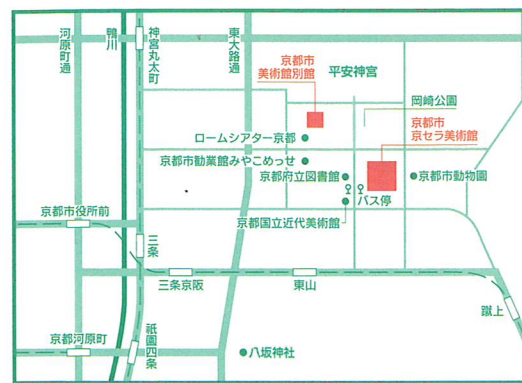 河原町通
鴨川
神宮丸太町
東大路通
京都市
美術館別館
平安神宮
岡崎公園
京都市
京セラ美術館
ロームシアター京都
京都市勧業館みやこめっせ
京都府立図書館
京都市動物園
バス停
京都国立近代美術館
京都市役所前
三条
三条京阪
東山
蹴上
京都河原町
祇園四条
八坂神社